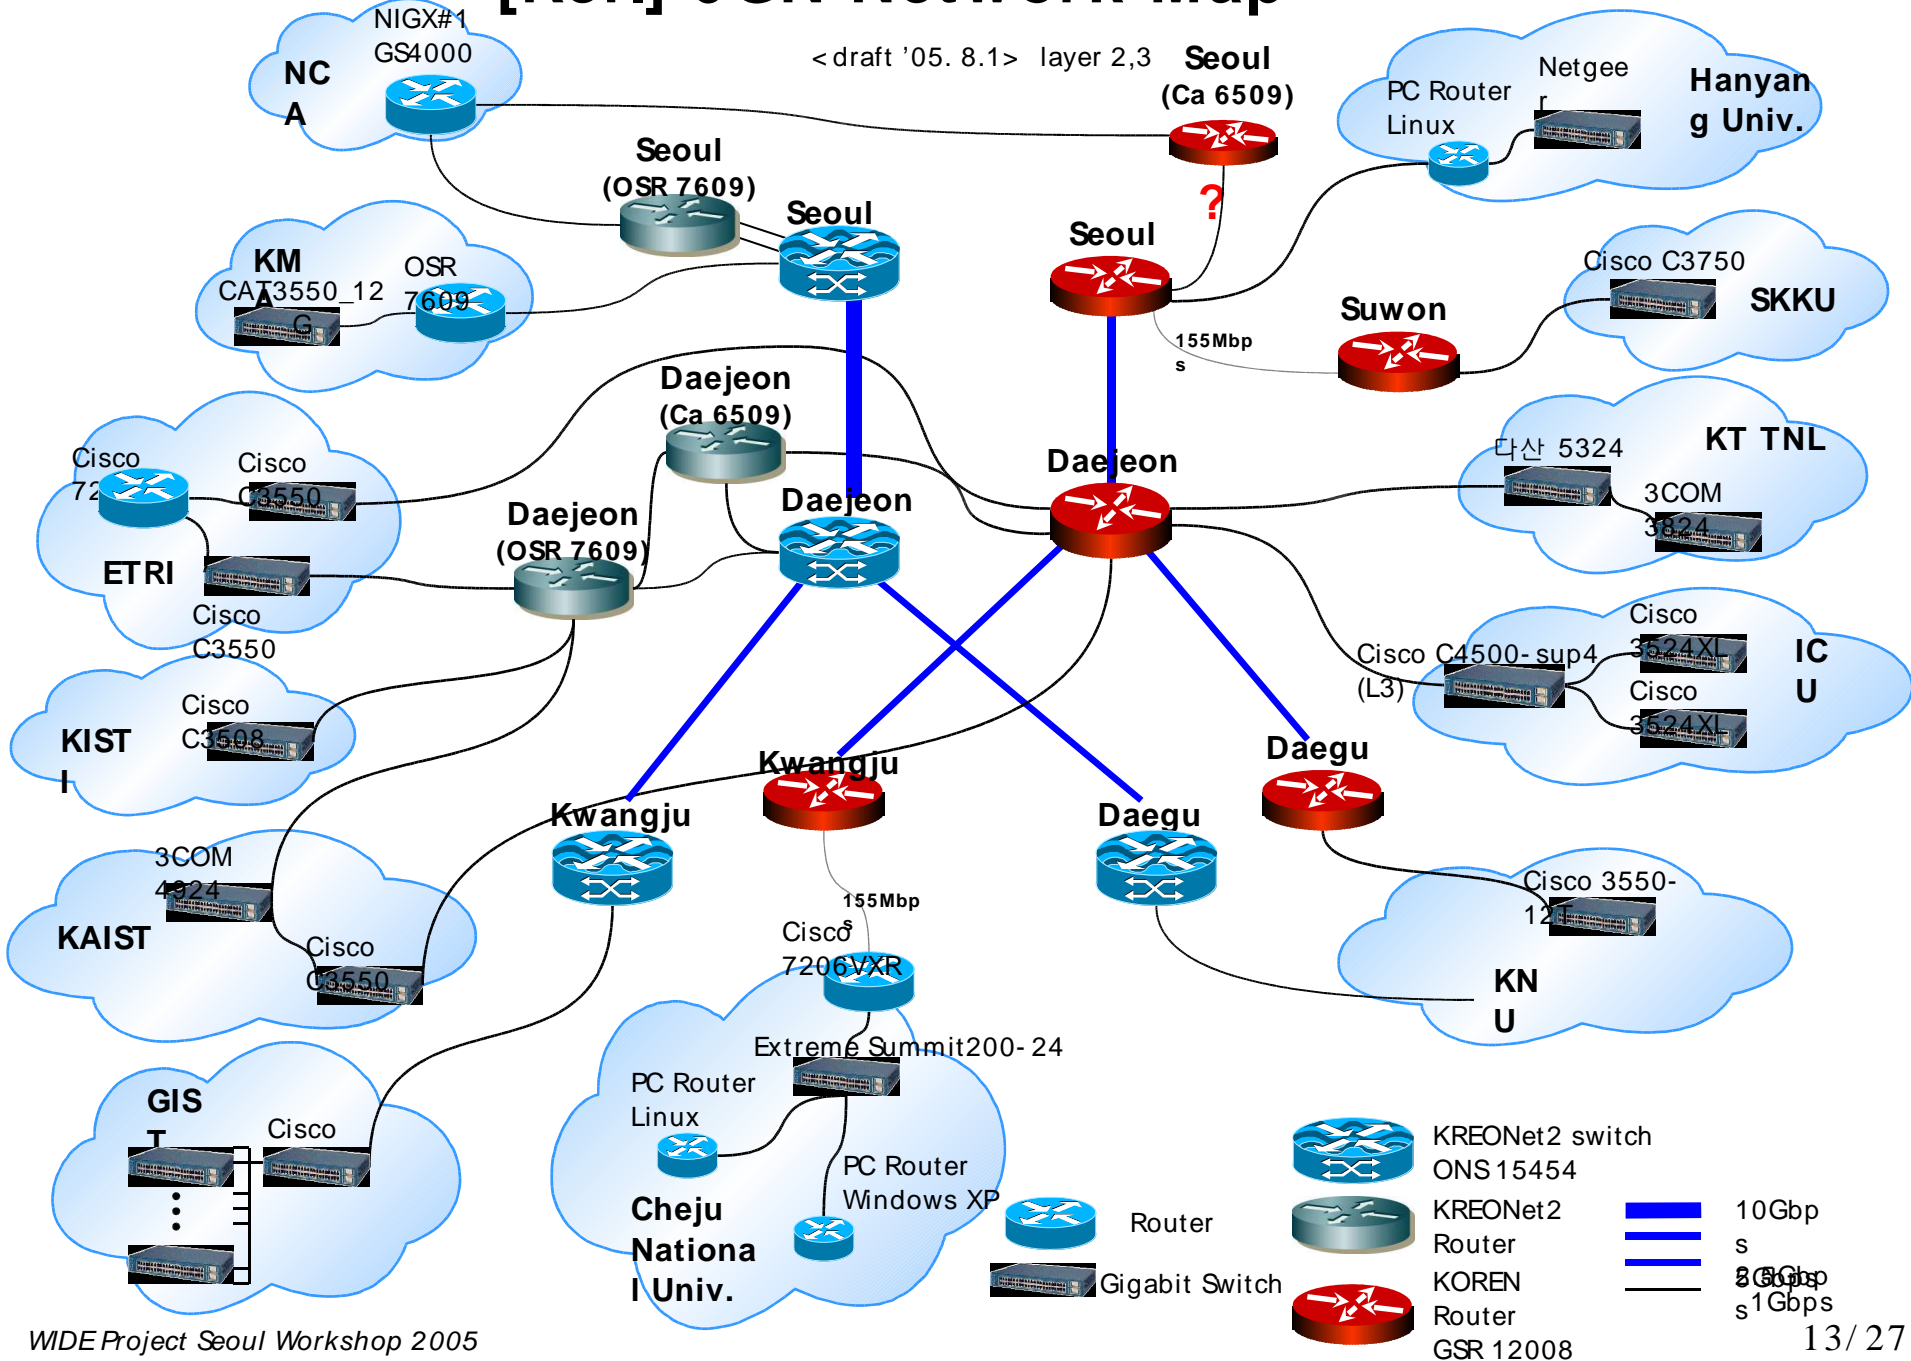 NIGX#1
GS4000
NC
A
<draft '05. 8.1> layer 2,3
Seoul
(Ca 6509)
PC Router
Linux
Netgee
r
Hanyan
g Univ.
Seoul
(OSR 7609)
Seoul
?
Seoul
KM
A
CAT3550_12
G
OSR
7609
Cisco C3750
SKKU
Suwon
155Mbp
s
Daejeon
(Ca 6509)
Cisco
Cisco
C3550
ETRI
Cisco
C3550
Daejeon
(OSR 7609)
Daejeon
Daejeon
다산 5324
KT TNL
3COM
3824
Cisco C4500-sup4
(L3)
Cisco
3524XL
Cisco
3524XL
IC
U
KIST
I
Cisco
C3508
Kwangju
Kwangju
Daegu
Daegu
3COM
4924
KAIST
Cisco
C3550
155Mbp
s
Cisco
7206VXR
Cisco 3550-
12T
KN
U
Extreme Summit200-24
PC Router
Linux
PC Router
Windows XP
Cheju
Nationa
l Univ.
GIS
T
Cisco
Router
Gigabit Switch
KREONet2 switch
ONS 15454
KREONet2
Router
KOREN
Router
GSR 12008
10Gbp
s
1Gbps
WIDE Project Seoul Workshop 2005
13/27